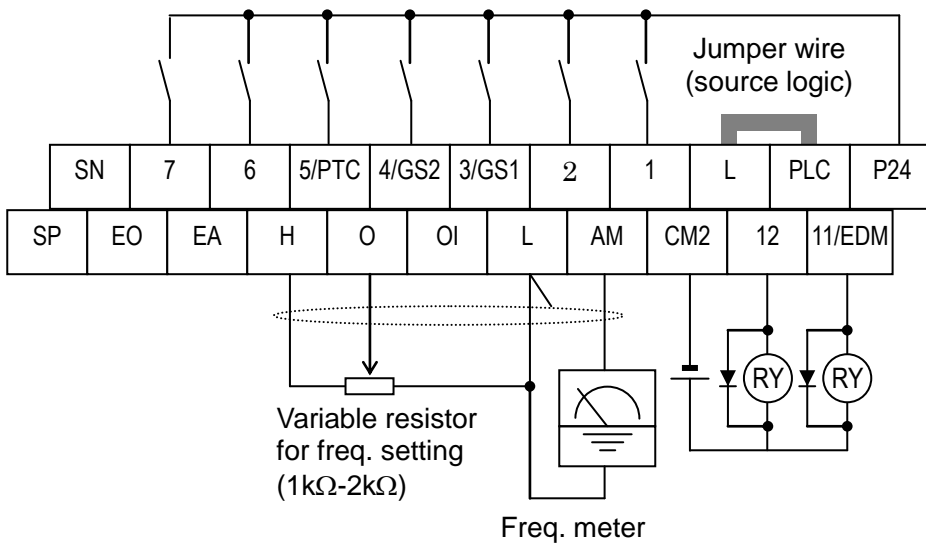 Jumper wire
(source logic)
SN 7 6 5/PTC 4/GS2 3/GS1 2 1 L PLC P24
SP EO EA H O OI L AM CM2 12 11/EDM
RY RY
Variable resistor
for freq. setting
(1kΩ-2kΩ)
Freq. meter